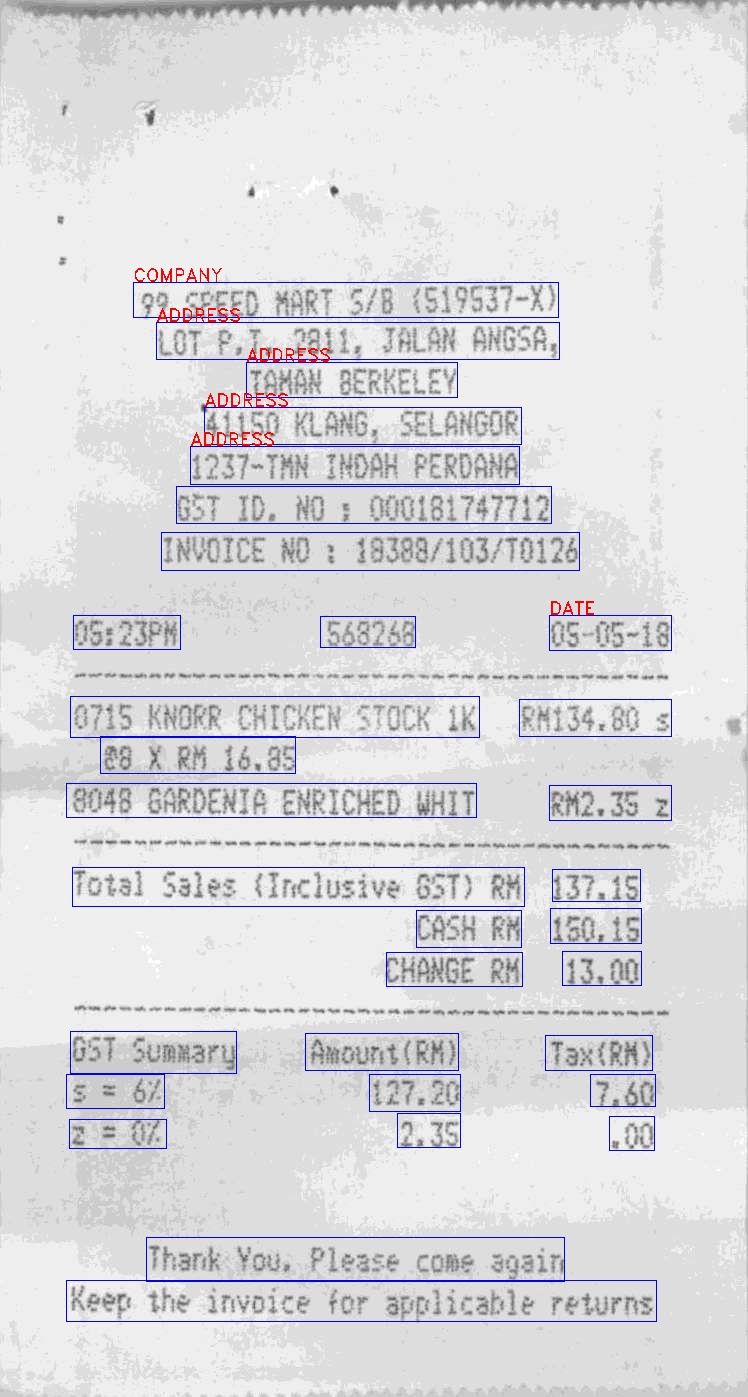 COMPANY
99 SPEED MART S/B (519537-X)
ADDRESS
LOT P.T. 2811, JALAN ANGSA,
ADDRESS
TAMAN BERKELEY
ADDRESS
41150 KLANG, SELANGOR
ADDRESS
1237-TMN INDAH PERDANA
GST ID. NO : 000181747712
INVOICE NO : 18388/103/T0126
DATE
05:23PM 568268 05-05-18
0715 KNORR CHICKEN STOCK 1K RM134.80 s
@8 X RM 16.85
8048 GARDENIA ENRICHED WHIT RM2.35 z
Total Sales (Inclusive GST) RM 137.15
CASH RM 150.15
CHANGE RM 13.00
GST Summary Amount(RM) Tax(RM)
s = 6% 127.20 7.60
z = 0% 2.35 .00
Thank You. Please come again
Keep the invoice for applicable returns